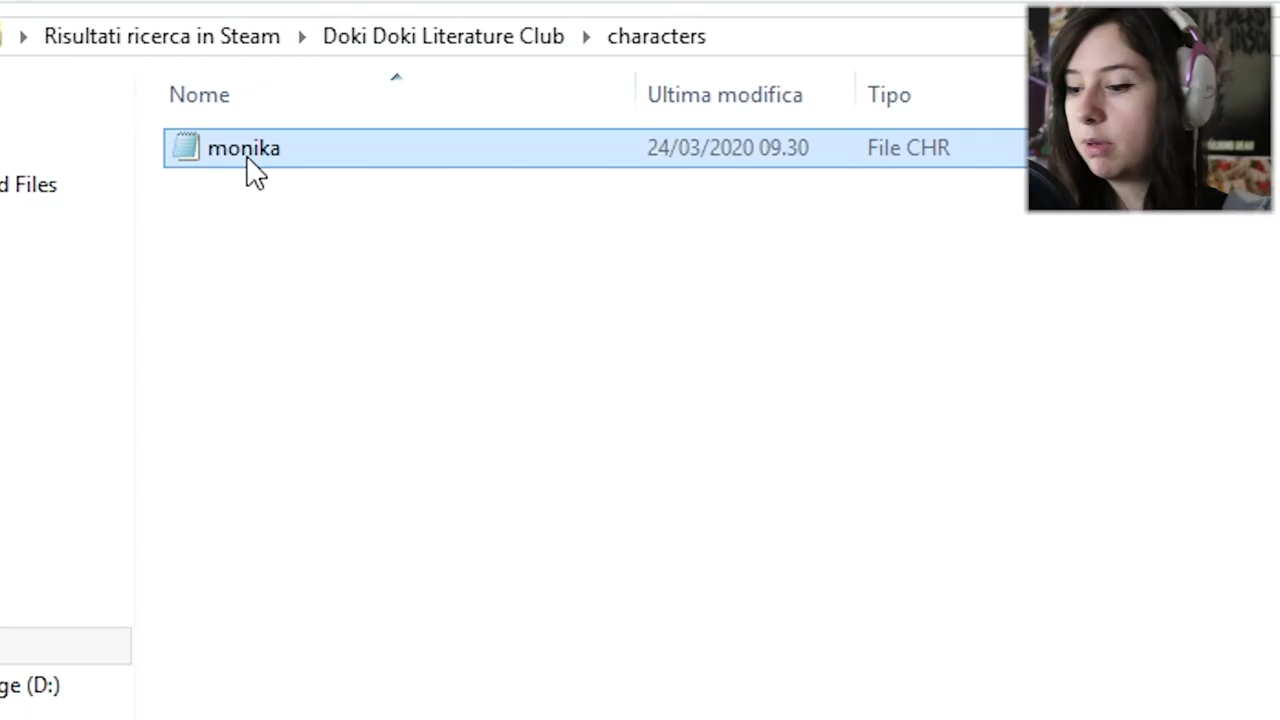 Risultati ricerca in Steam Doki Doki Literature Club characters
Nome Ultima modifica Tipo
monika 24/03/2020 09.30 File CHR
d Files
ge (D:)